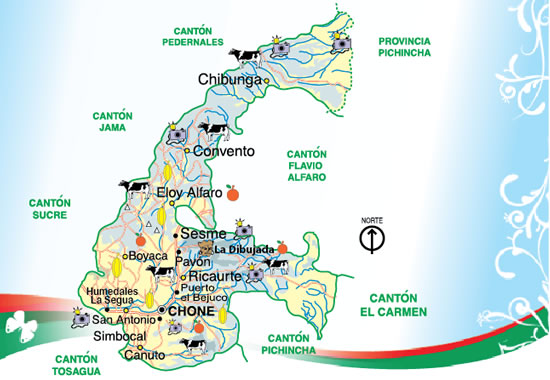 CANTÓN
PEDERNALES
PROVINCIA
PICHINCHA
Chibunga
CANTÓN
JAMA
Convento
CANTÓN
FLAVIO
ALFARO
Eloy Alfaro
CANTÓN
SUCRE
NORTE
Sesme
La Dibujada
Boyaca
Pavón
Ricaurte
Humedales
La Segua
Puerto
el Bejuco
CANTÓN
EL CARMEN
San Antonio
CHONE
Simbocal
Canuto
CANTÓN
PICHINCHA
CANTÓN
TOSAGUA